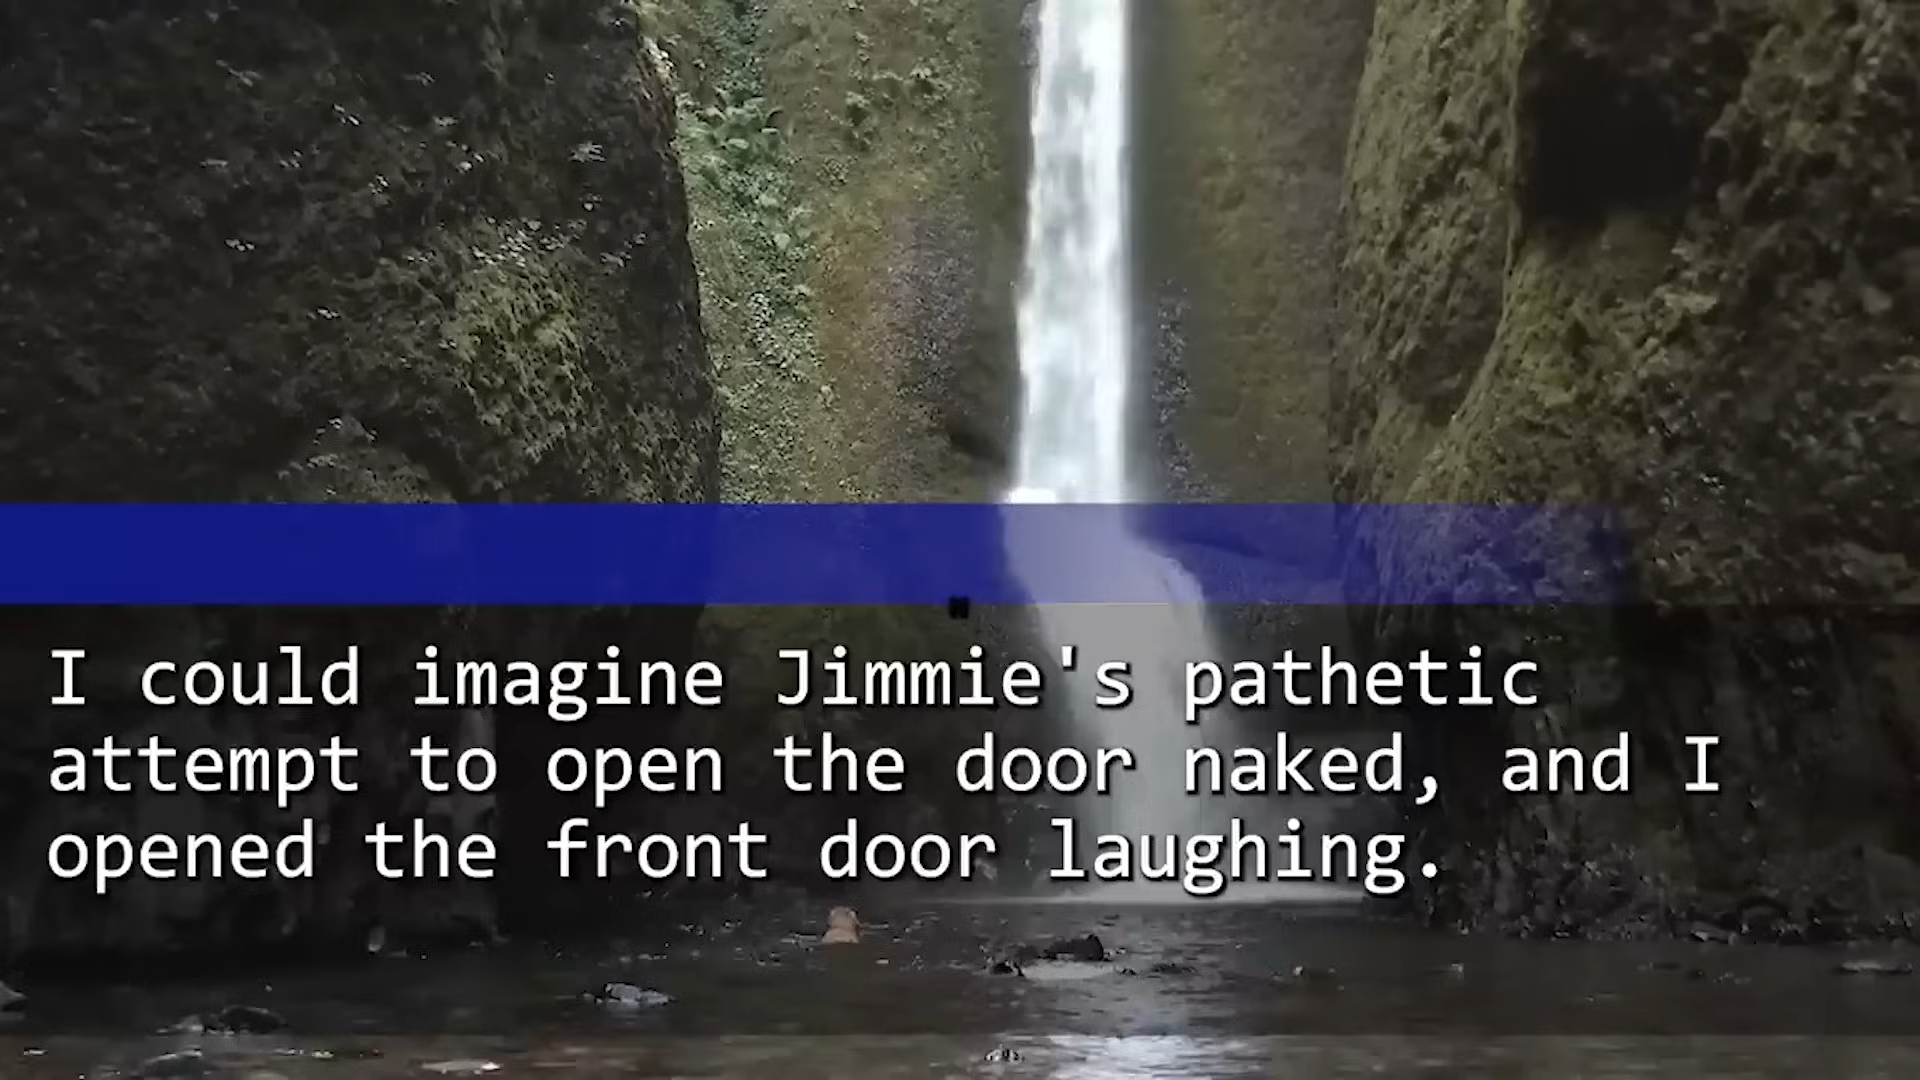 I could imagine Jimmie's pathetic
attempt to open the door naked, and I
opened the front door laughing.